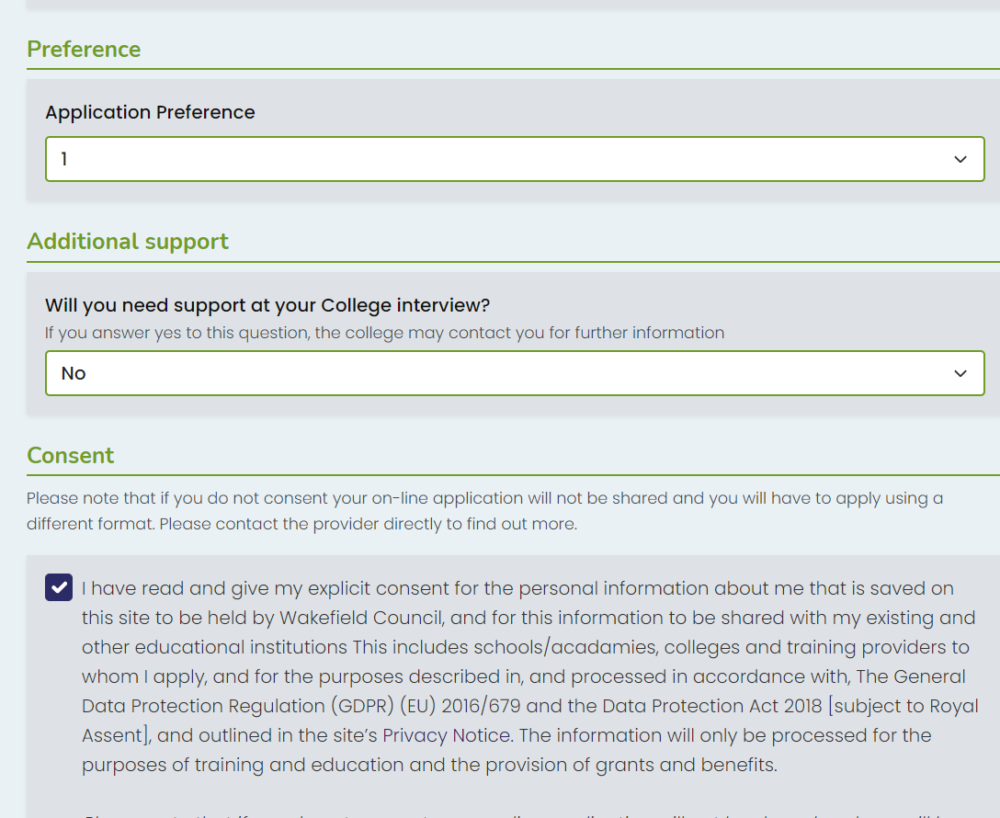 Preference
Application Preference
1
Additional support
Will you need support at your College interview?
If you answer yes to this question, the college may contact you for further information
No
Consent
Please note that if you do not consent your on-line application will not be shared and you will have to apply using a
different format. Please contact the provider directly to find out more.
I have read and give my explicit consent for the personal information about me that is saved on
this site to be held by Wakefield Council, and for this information to be shared with my existing and
other educational institutions This includes schools/acadamies, colleges and training providers to
whom I apply, and for the purposes described in, and processed in accordance with, The General
Data Protection Regulation (GDPR) (EU) 2016/679 and the Data Protection Act 2018 [subject to Royal
Assent], and outlined in the site's Privacy Notice. The information will only be processed for the
purposes of training and education and the provision of grants and benefits.